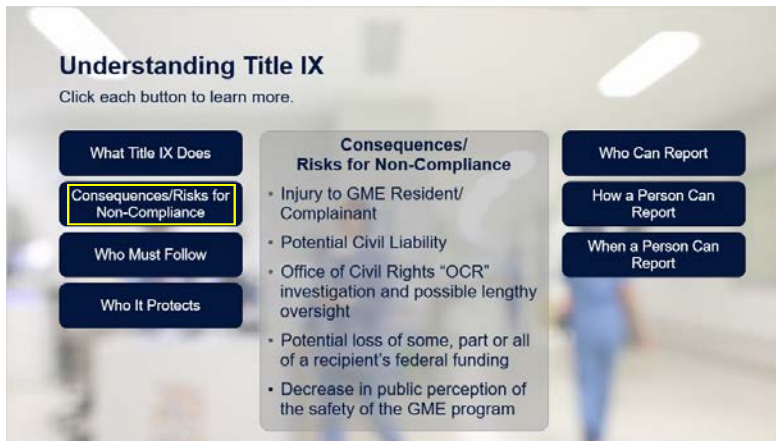 Understanding Title IX
Click each button to learn more.
What Title IX Does
Consequences/Risks for
Non-Compliance
Who Must Follow
Who It Protects
Consequences/
Risks for Non-Compliance
• Injury to GME Resident/
Complainant
• Potential Civil Liability
• Office of Civil Rights “OCR”
investigation and possible lengthy
oversight
• Potential loss of some, part or all
of a recipient’s federal funding
• Decrease in public perception of
the safety of the GME program
Who Can Report
How a Person Can
Report
When a Person Can
Report